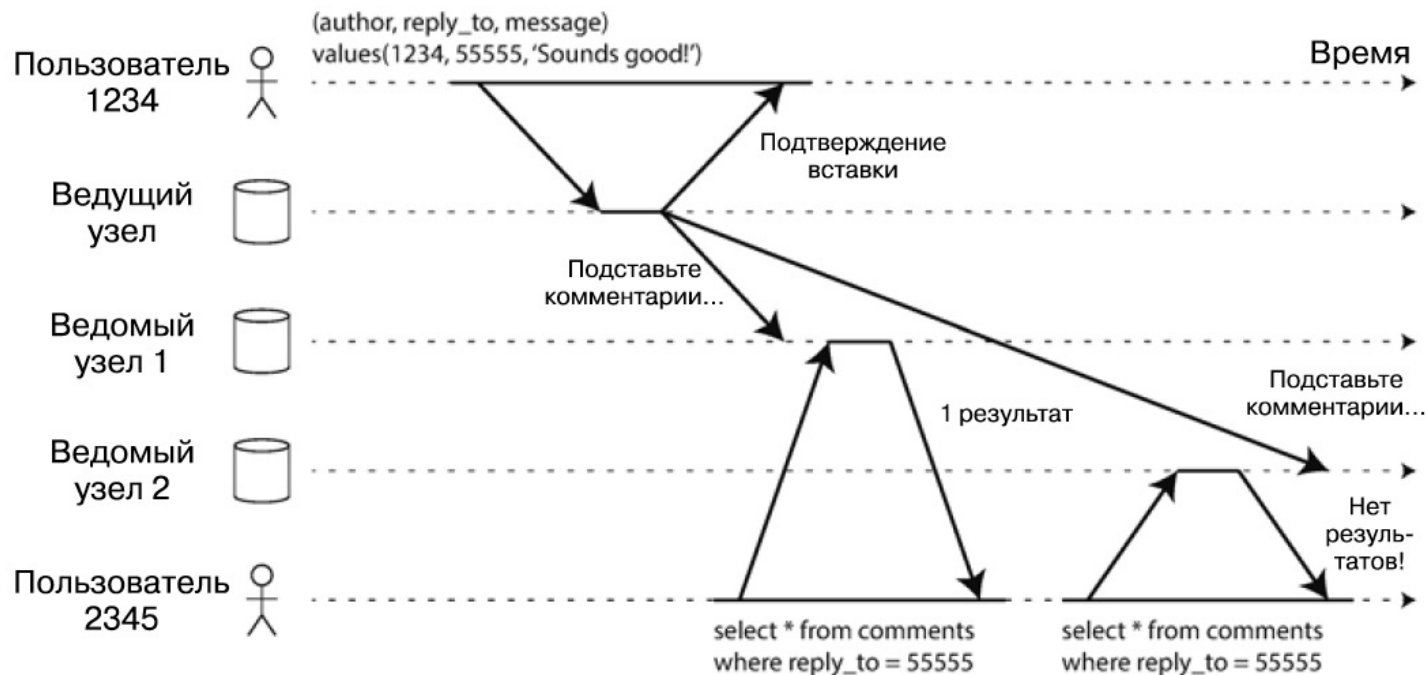 (author, reply_to, message)
values(1234, 55555, ‘Sounds good!’)
Время
Пользователь
1234
Подтверждение
вставки
Ведущий
узел
Подставьте
комментарии...
Ведомый
узел 1
Подставьте
комментарии...
1 результат
Ведомый
узел 2
Нет
резуль-
татов!
Пользователь
2345
select * from comments
where reply_to = 55555
select * from comments
where reply_to = 55555